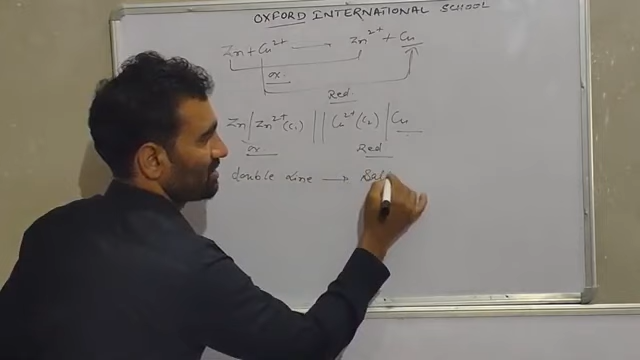 OXFORD INTERNATIONAL SCHOOL
Zn + Cu²⁺ → Zn²⁺ + Cu
ox.
Red.
Zn | Zn²⁺ (C₁) || Cu²⁺ (C₂) | Cu
ox
Red
double line → Sal